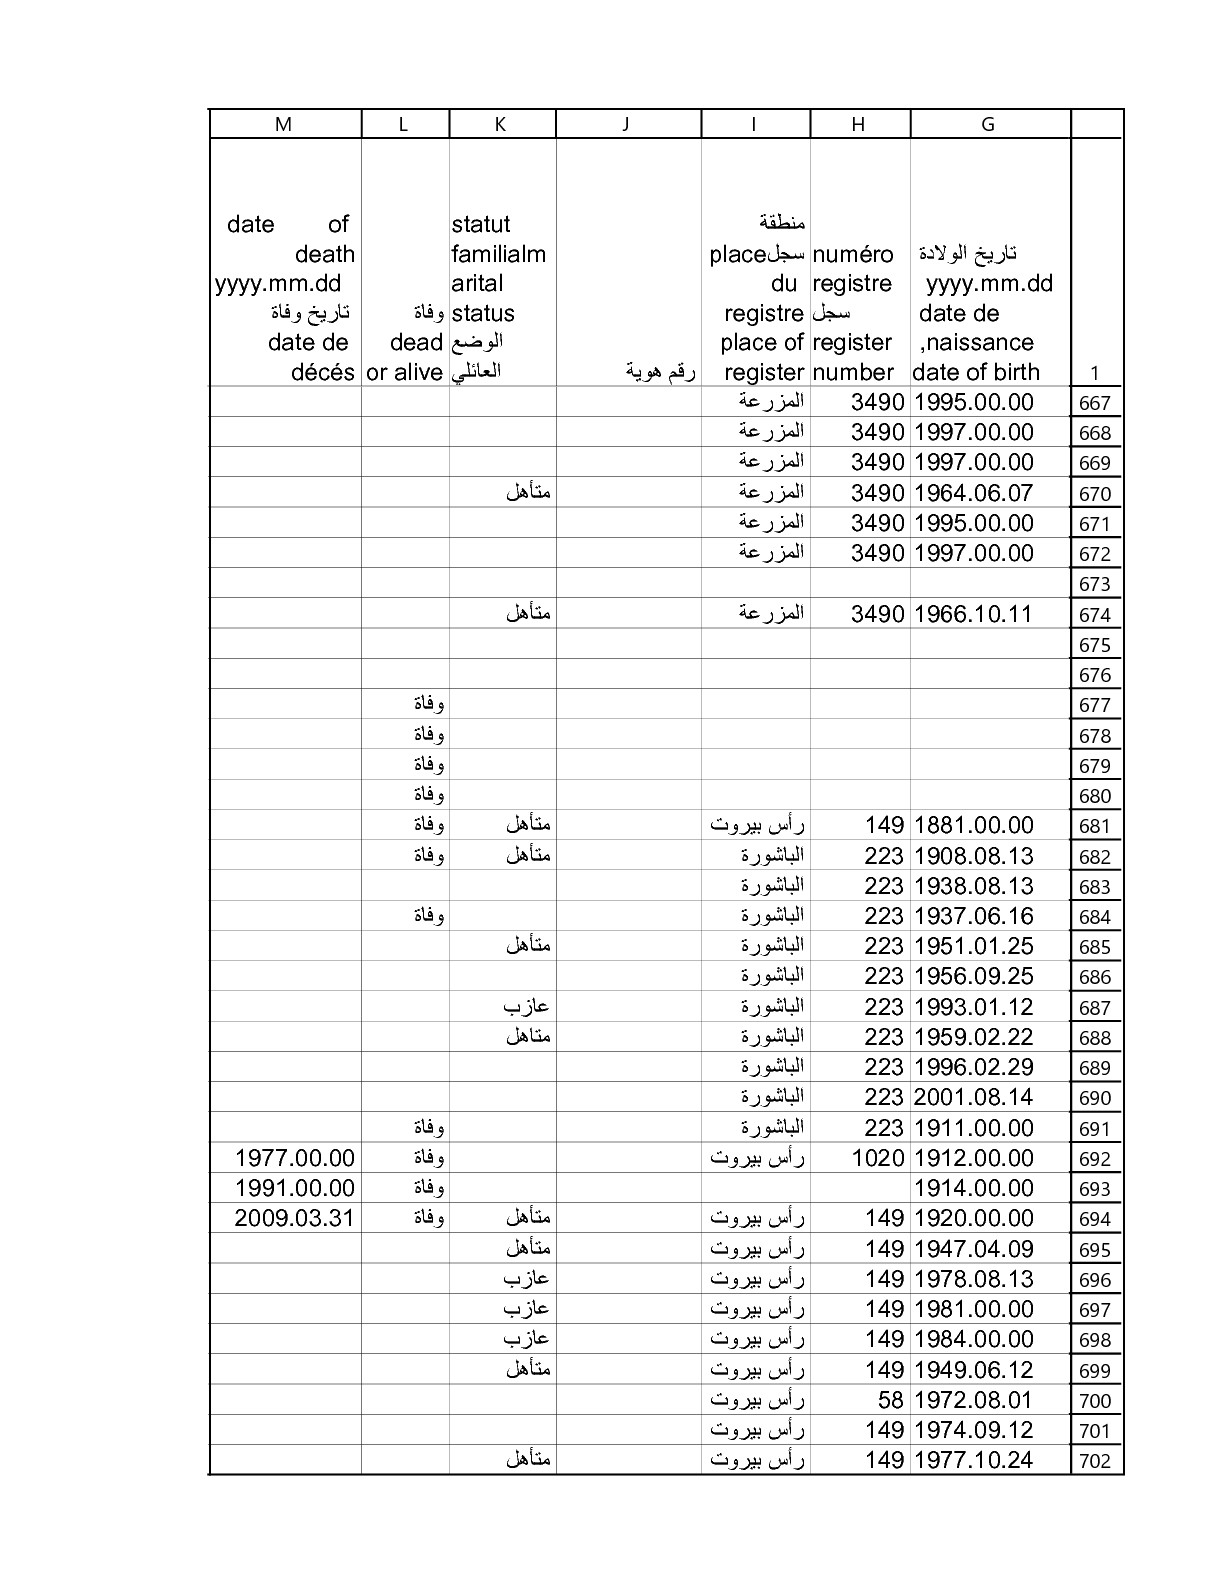 M L K J I H G
date of death yyyy.mm.dd تاريخ وفاة date de décés
وفاة dead or alive
statut familialm arital status الوضع العائلي
رقم هوية
منطقة سجل place du registre place of register
numéro registre سجل register number
تاريخ الولادة yyyy.mm.dd date de naissance, date of birth
1
المزرعة 3490 1995.00.00 667
المزرعة 3490 1997.00.00 668
المزرعة 3490 1997.00.00 669
متأهل المزرعة 3490 1964.06.07 670
المزرعة 3490 1995.00.00 671
المزرعة 3490 1997.00.00 672
673
متأهل المزرعة 3490 1966.10.11 674
675
676
وفاة 677
وفاة 678
وفاة 679
وفاة 680
وفاة متأهل رأس بيروت 149 1881.00.00 681
وفاة متأهل الباشورة 223 1908.08.13 682
الباشورة 223 1938.08.13 683
وفاة الباشورة 223 1937.06.16 684
متأهل الباشورة 223 1951.01.25 685
الباشورة 223 1956.09.25 686
عازب الباشورة 223 1993.01.12 687
متاهل الباشورة 223 1959.02.22 688
الباشورة 223 1996.02.29 689
الباشورة 223 2001.08.14 690
وفاة الباشورة 223 1911.00.00 691
1977.00.00 وفاة رأس بيروت 1020 1912.00.00 692
1991.00.00 وفاة 1914.00.00 693
2009.03.31 وفاة متأهل رأس بيروت 149 1920.00.00 694
متأهل رأس بيروت 149 1947.04.09 695
عازب رأس بيروت 149 1978.08.13 696
عازب رأس بيروت 149 1981.00.00 697
عازب رأس بيروت 149 1984.00.00 698
متأهل رأس بيروت 149 1949.06.12 699
رأس بيروت 58 1972.08.01 700
رأس بيروت 149 1974.09.12 701
متأهل رأس بيروت 149 1977.10.24 702